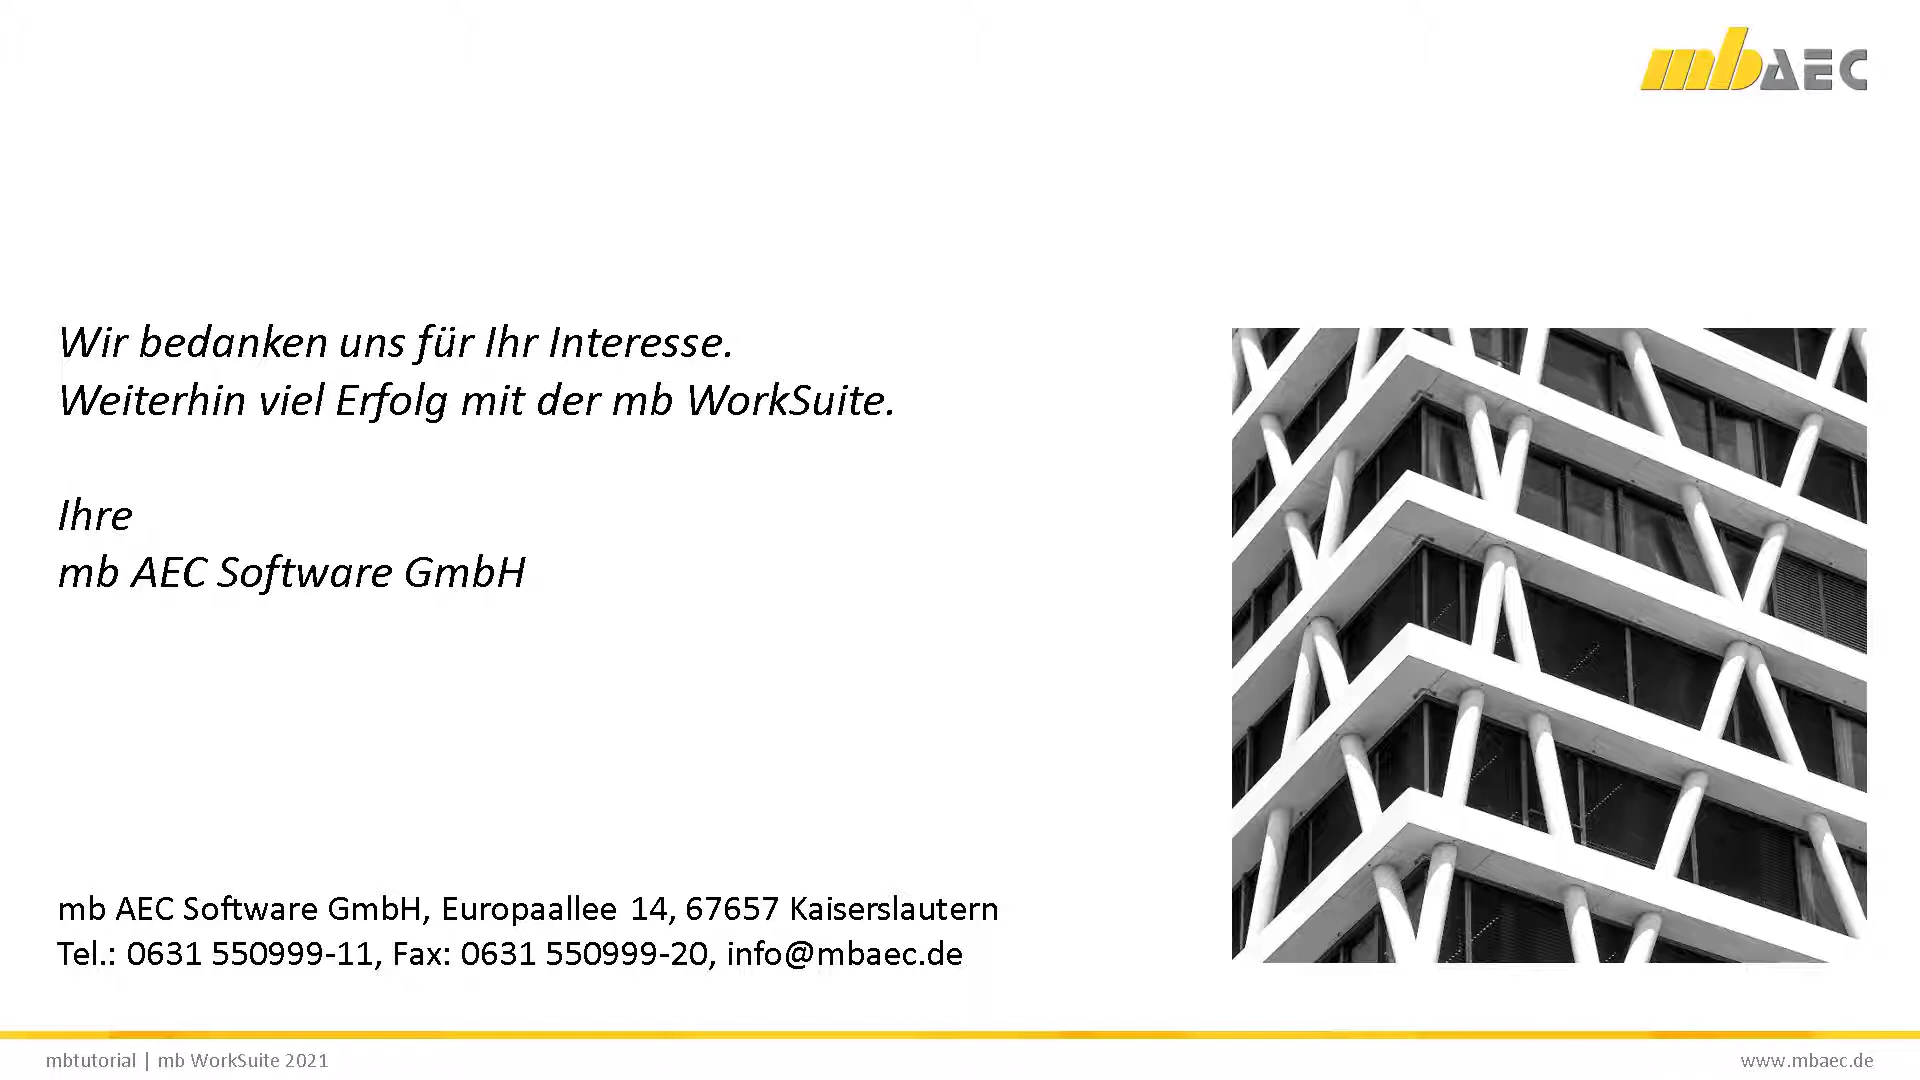 mbAEC
Wir bedanken uns für Ihr Interesse.
Weiterhin viel Erfolg mit der mb WorkSuite.
Ihre
mb AEC Software GmbH
mb AEC Software GmbH, Europaallee 14, 67657 Kaiserslautern
Tel.: 0631 550999-11, Fax: 0631 550999-20, info@mbaec.de
mbtutorial | mb WorkSuite 2021
www.mbaec.de